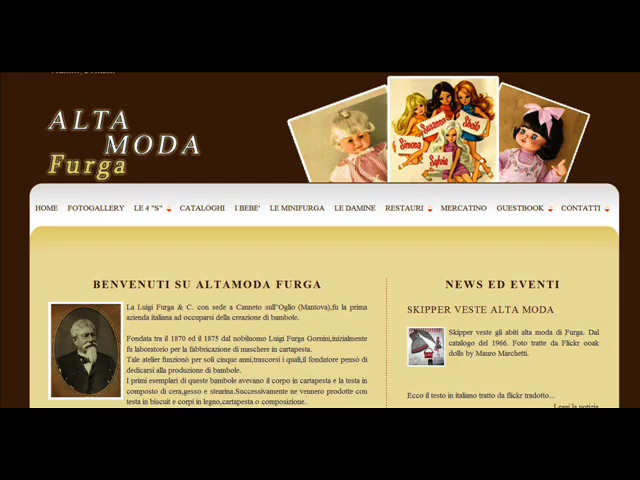 ALTA
MODA
Furga
Susanna
Sheila
Simona
Sylvia
HOME FOTOGALLERY LE 4 "S" CATALOGHI I BEBE' LE MINIFURGA LE DAMINE RESTAURI MERCATINO GUESTBOOK CONTATTI
BENVENUTI SU ALTAMODA FURGA
La Luigi Furga & C. con sede a Canneto sull'Oglio (Mantova),fu la prima
azienda italiana ad occuparsi della creazione di bambole.
Fondata tra il 1870 ed il 1875 dal nobiluomo Luigi Furga Gornini,inizialmente
fu laboratorio per la fabbricazione di maschere in cartapesta.
Tale atelier funzionò per soli cinque anni,trascorsi i quali,il fondatore pensò di
dedicarsi alla produzione di bambole.
I primi esemplari di queste bambole avevano il corpo in cartapesta e la testa in
composto di cera,gesso e stearina.Successivamente ne vennero prodotte con
testa in biscuit e corpi in legno,cartapesta o composizione.
NEWS ED EVENTI
SKIPPER VESTE ALTA MODA
Skipper veste gli abiti alta moda di Furga. Dal
catalogo del 1966. Foto tratte da Flickr ooak
dolls by Mauro Marchetti.
Ecco il testo in italiano tratto da flickr tradotto...
Leggi la notizia